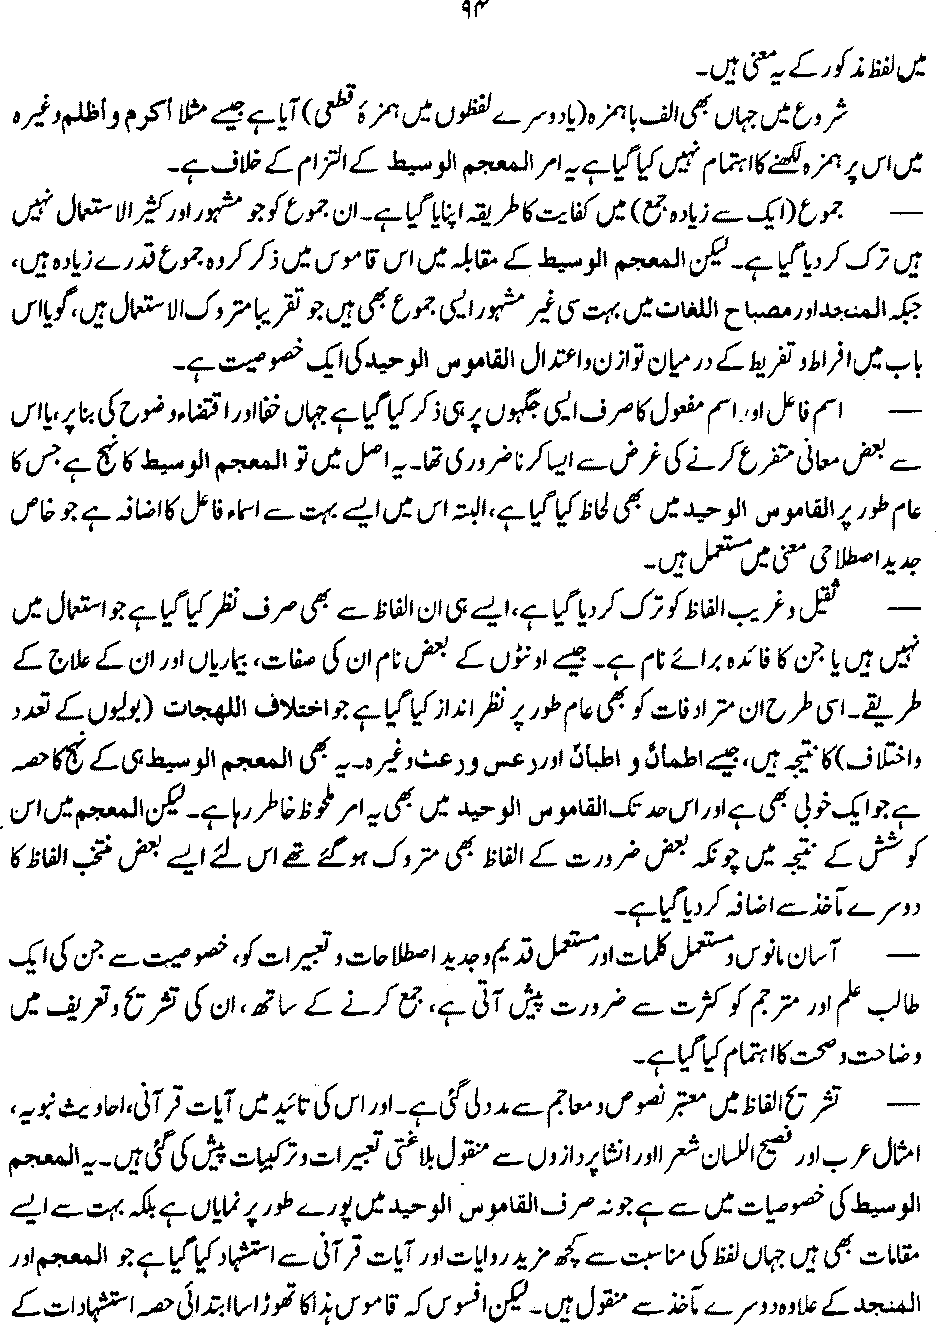 ۹۴
میں لفظ مذکور کے یہ معنی ہیں۔
شروع میں جہاں بھی الف با ہمزہ (یا دوسرے لفظوں میں ہمزۂ قطعی) آیا ہے جیسے مثلا أکرم و أظلم وغیرہ
میں اس پر ہمزہ لکھنے کا اہتمام نہیں کیا گیا ہے یہ امر المعجم الوسیط کے التزام کے خلاف ہے۔
— جموع (ایک سے زیادہ جمع) میں کفایت کا طریقہ اپنایا گیا ہے۔ ان جموع کو جو مشہور اور کثیر الاستعمال نہیں
ہیں ترک کر دیا گیا ہے۔ لیکن المعجم الوسیط کے مقابلہ میں اس قاموس میں ذکر کردہ جموع قدرے زیادہ ہیں،
جبکہ المنجد اور مصباح اللغات میں بہت سی غیر مشہور ایسی جموع بھی ہیں جو تقریبا متروک الاستعمال ہیں، گویا اس
باب میں افراط و تفریط کے درمیان توازن و اعتدال القاموس الوحید کی ایک خصوصیت ہے۔
— اسم فاعل اور اسم مفعول کا صرف ایسی جگہوں پر ہی ذکر کیا گیا ہے جہاں خفا اور اقتضاء وضوح کی بنا پر، یا اس
سے بعض معانی متفرع کرنے کی غرض سے ایسا کرنا ضروری تھا۔ یہ اصل میں تو المعجم الوسیط کا نہج ہے جس کا
عام طور پر القاموس الوحید میں بھی لحاظ کیا گیا ہے، البتہ اس میں ایسے بہت سے اسماء فاعل کا اضافہ ہے جو خاص
جدید اصطلاحی معنی میں مستعمل ہیں۔
— ثقیل و غریب الفاظ کو ترک کر دیا گیا ہے، ایسے ہی ان الفاظ سے بھی صرف نظر کیا گیا ہے جو استعمال میں
نہیں ہیں یا جن کا فائدہ برائے نام ہے۔ جیسے اونٹوں کے بعض نام ان کی صفات، بیماریاں اور ان کے علاج کے
طریقے۔ اسی طرح ان مترادفات کو بھی عام طور پر نظر انداز کیا گیا ہے جو اختلاف اللھجات (بولیوں کے تعدد
و اختلاف) کا نتیجہ ہیں، جیسے اطمأن و اطبأن اور دعس ورعث وغیرہ۔ یہ بھی المعجم الوسیط ہی کے نہج کا حصہ
ہے جو ایک خوبی بھی ہے اور اس حد تک القاموس الوحید میں بھی یہ امر ملحوظ خاطر رہا ہے۔ لیکن المعجم میں اس
کوشش کے نتیجہ میں چونکہ بعض ضرورت کے الفاظ بھی متروک ہو گئے تھے اس لئے ایسے بعض منتخب الفاظ کا
دوسرے مآخذ سے اضافہ کر دیا گیا ہے۔
— آسان مانوس و مستعمل کلمات اور مستعمل قدیم و جدید اصطلاحات و تعبیرات کو، خصوصیت سے جن کی ایک
طالب علم اور مترجم کو کثرت سے ضرورت پیش آتی ہے، جمع کرنے کے ساتھ، ان کی تشریح و تعریف میں
وضاحت و صحت کا اہتمام کیا گیا ہے۔
— تشریح الفاظ میں معتبر نصوص و معاجم سے مدد لی گئی ہے۔ اور اس کی تائید میں آیات قرآنی، احادیث نبویہ،
امثال عرب اور فصیح اللسان شعرا اور انشا پردازوں سے منقول بلاغتی تعبیرات و ترکیبات پیش کی گئی ہیں۔ یہ المعجم
الوسیط کی خصوصیات میں سے ہے جو نہ صرف القاموس الوحید میں پورے طور پر نمایاں ہے بلکہ بہت سے ایسے
مقامات بھی ہیں جہاں لفظ کی مناسبت سے کچھ مزید روایات اور آیات قرآنی سے استشہاد کیا گیا ہے جو المعجم اور
المنجد کے علاوہ دوسرے مآخذ سے منقول ہیں۔ لیکن افسوس کہ قاموس ہذا کا تھوڑا سا ابتدائی حصہ استشہادات کے